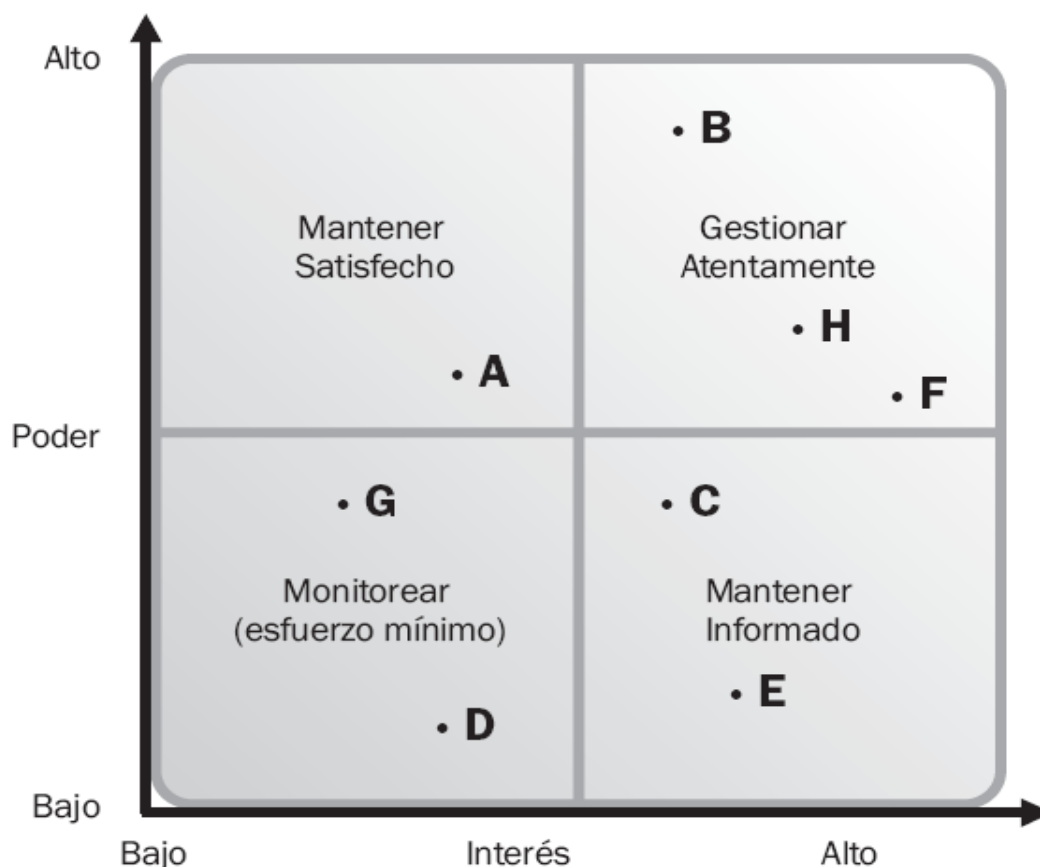 Alto
B
Mantener
Satisfecho
Gestionar
Atentamente
H
A
F
Poder
G
C
Monitorear
(esfuerzo mínimo)
Mantener
Informado
E
D
Bajo
Bajo
Interés
Alto